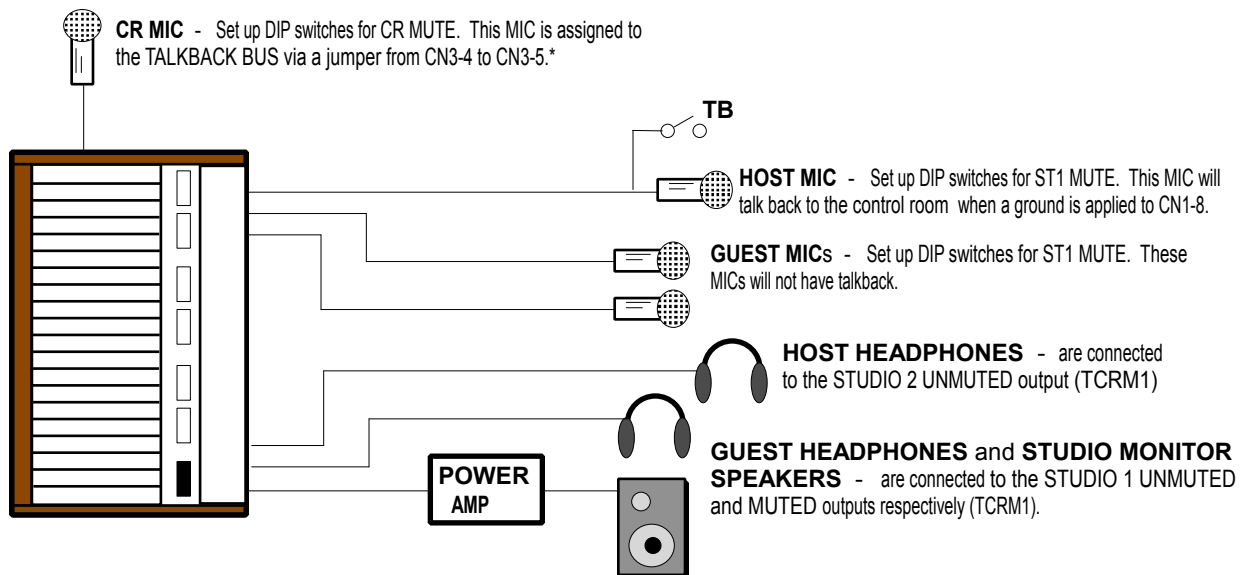 CR MIC - Set up DIP switches for CR MUTE. This MIC is assigned to
the TALKBACK BUS via a jumper from CN3-4 to CN3-5.*
TB
HOST MIC - Set up DIP switches for ST1 MUTE. This MIC will
talk back to the control room when a ground is applied to CN1-8.
GUEST MICs - Set up DIP switches for ST1 MUTE. These
MICs will not have talkback.
HOST HEADPHONES - are connected
to the STUDIO 2 UNMUTED output (TCRM1)
GUEST HEADPHONES and STUDIO MONITOR
SPEAKERS - are connected to the STUDIO 1 UNMUTED
and MUTED outputs respectively (TCRM1).
POWER
AMP